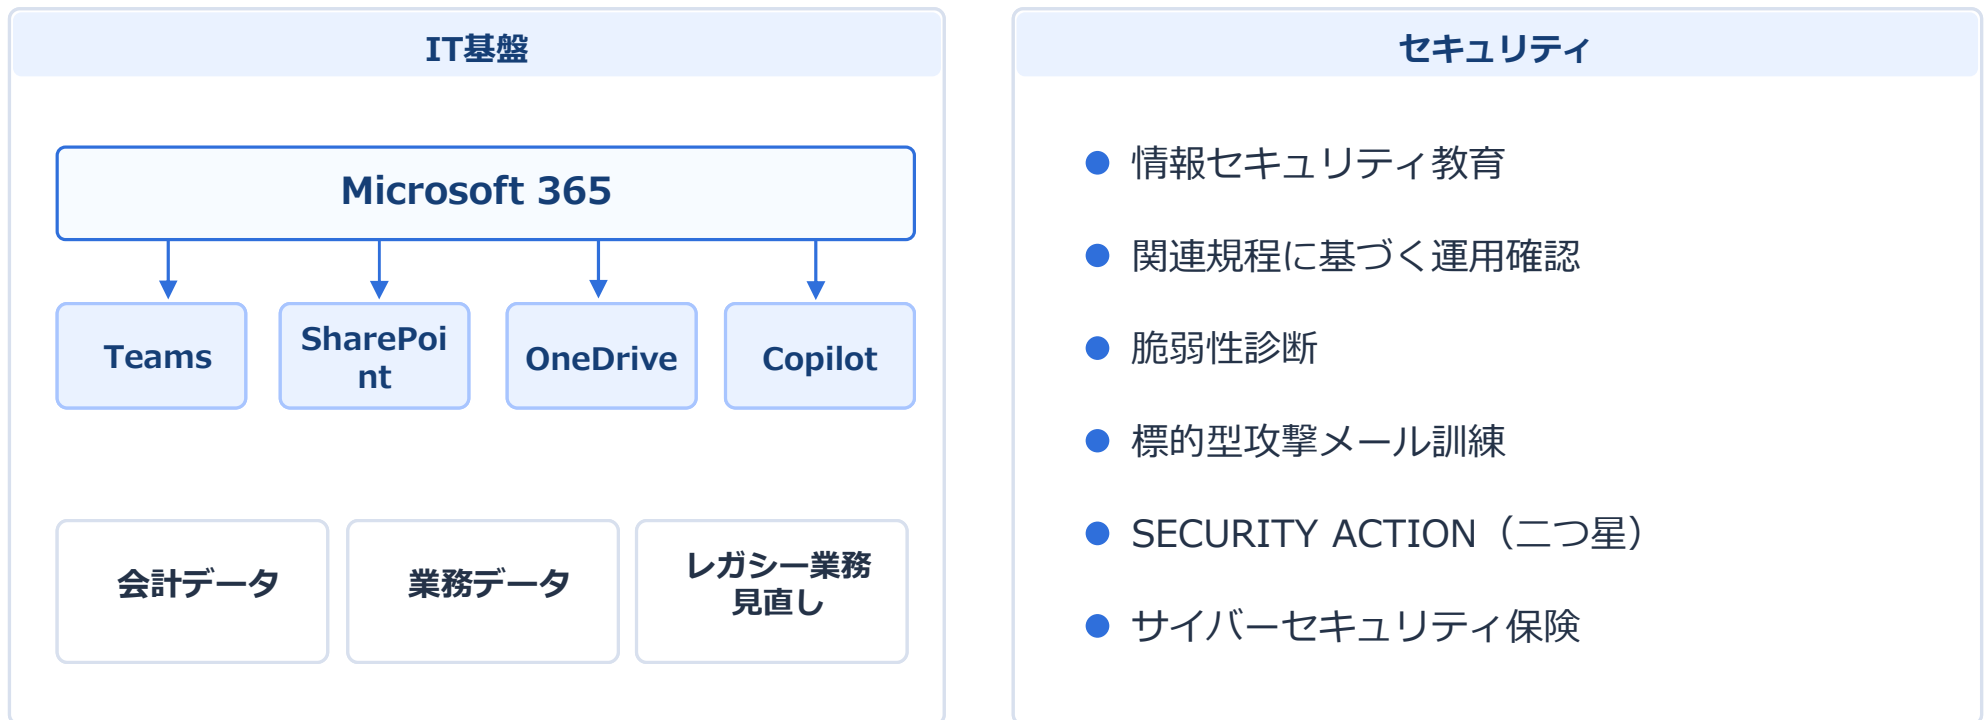 IT基盤
Microsoft 365
Teams
SharePoi
nt
OneDrive
Copilot
会計データ
業務データ
レガシー業務
見直し
セキュリティ
情報セキュリティ教育
関連規程に基づく運用確認
脆弱性診断
標的型攻撃メール訓練
SECURITY ACTION（二つ星）
サイバーセキュリティ保険